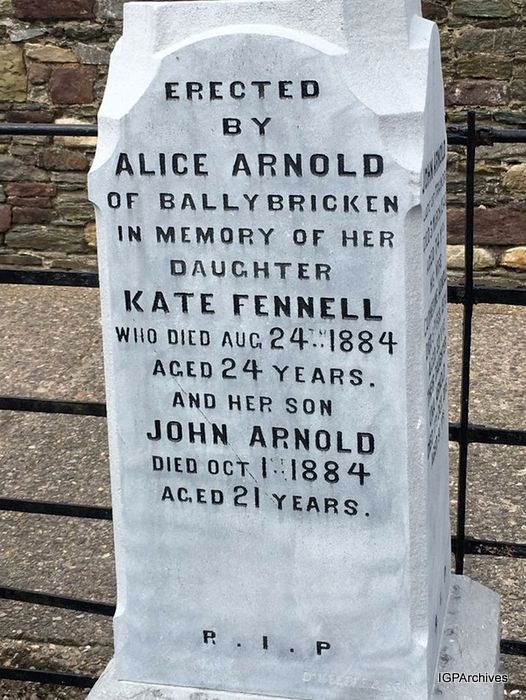 ERECTED
BY
ALICE ARNOLD
OF BALLYBRICKEN
IN MEMORY OF HER
DAUGHTER
KATE FENNELL
WHO DIED AUG 24TH 1884
AGED 24 YEARS.
AND HER SON
JOHN ARNOLD
DIED OCT 1ST 1884
AGED 21 YEARS.
R.I.P
IGPArchives